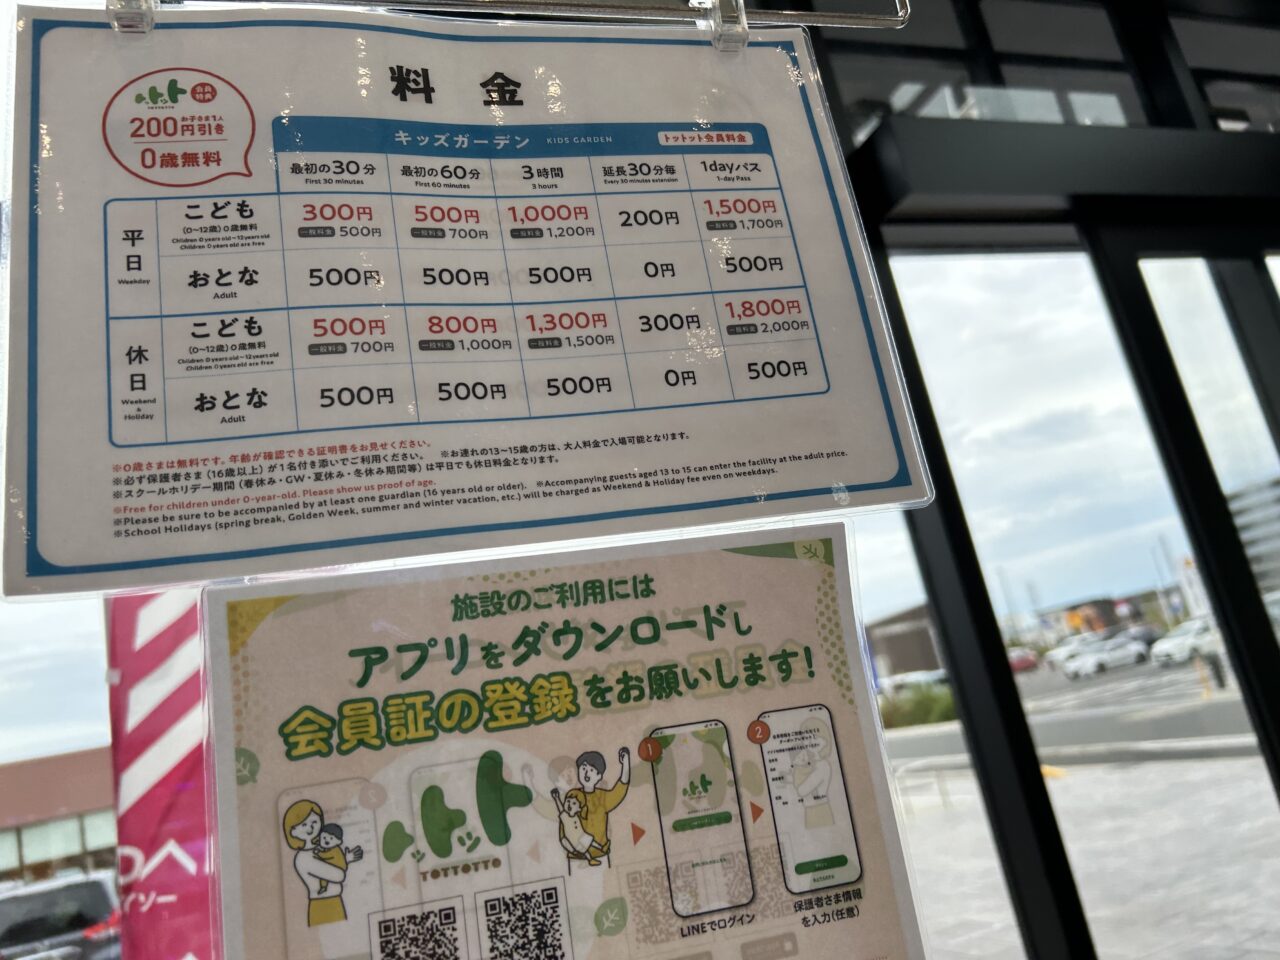 料金
トットット 会員特典
お子さま1人
200円引き
0歳無料
キッズガーデン KIDS GARDEN トットット会員料金
最初の30分 最初の60分 3時間 延長30分毎 1dayパス
First 30 minutes First 60 minutes 3 hours Every 30 minutes extension 1-day Pass
平日 Weekday
こども
(0~12歳)0歳無料
Children 0 years old~12years old
Children 0 years old are free
300円 500円 1,000円 200円 1,500円
一般料金 500円 一般料金 700円 一般料金 1,200円 一般料金 1,700円
おとな 500円 500円 500円 0円 500円
Adult
休日 Weekend & Holiday
こども
(0~12歳)0歳無料
Children 0 years old~12years old
Children 0 years old are free
500円 800円 1,300円 300円 1,800円
一般料金 700円 一般料金 1,000円 一般料金 1,500円 一般料金 2,000円
おとな 500円 500円 500円 0円 500円
Adult
※0歳さまは無料です。年齢が確認できる証明書をお見せください。
※必ず保護者さま(16歳以上)が1名付き添いでご利用ください。 ※お連れの13~15歳の方は、大人料金で入場可能となります。
※スクールホリデー期間(春休み・GW・夏休み・冬休み期間等)は平日でも休日料金となります。
※Free for children under 0-year-old. Please show us proof of age.
※Please be sure to be accompanied by at least one guardian (16 years old or older). ※Accompanying guests aged 13 to 15 can enter the facility at the adult price.
※School Holidays (spring break, Golden Week, summer and winter vacation, etc.) will be charged as Weekend & Holiday fee even on weekdays.
施設のご利用には
アプリをダウンロードし
会員証の登録をお願いします!
トットット
TOTTOTTO
1
2
LINEでログイン
保護者さま情報
を入力(任意)
イソー